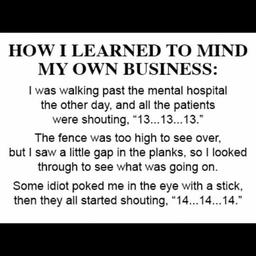 HOW I LEARNED TO MIND
MY OWN BUSINESS:
I was walking past the mental hospital
the other day, and all the patients
were shouting, “13...13...13.”
The fence was too high to see over,
but I saw a little gap in the planks, so I looked
through to see what was going on.
Some idiot poked me in the eye with a stick,
then they all started shouting, “14...14...14.”